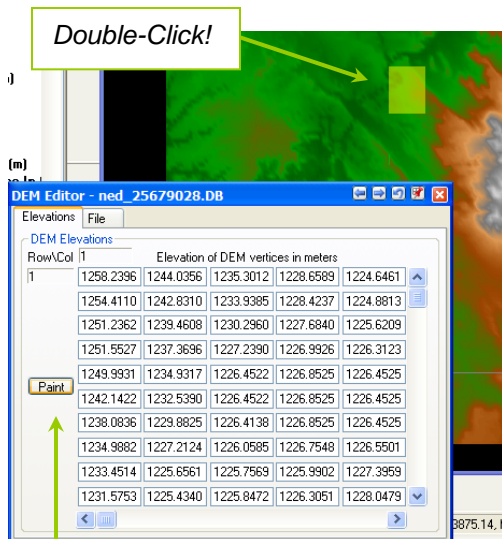 Double-Click!
)
(m)
DEM Editor - ned_25679028.DB
Elevations File
DEM Elevations
Row\Col 1 Elevation of DEM vertices in meters
1 1258.2396 1244.0356 1235.3012 1228.6589 1224.6461
1254.4110 1242.8310 1233.9385 1228.4237 1224.8813
1251.2362 1239.4608 1230.2960 1227.6840 1225.6209
1251.5527 1237.3696 1227.2390 1226.9926 1226.3123
1249.9931 1234.9317 1226.4522 1226.8525 1226.4525
Paint
1242.1422 1232.5390 1226.4522 1226.8525 1226.4525
1238.0836 1229.8825 1226.4138 1226.8525 1226.4525
1234.9882 1227.2124 1226.0585 1226.7548 1226.5501
1233.4514 1225.6561 1225.7569 1225.9902 1227.3959
1231.5753 1225.4340 1225.8472 1226.3051 1228.0479
3875.14,